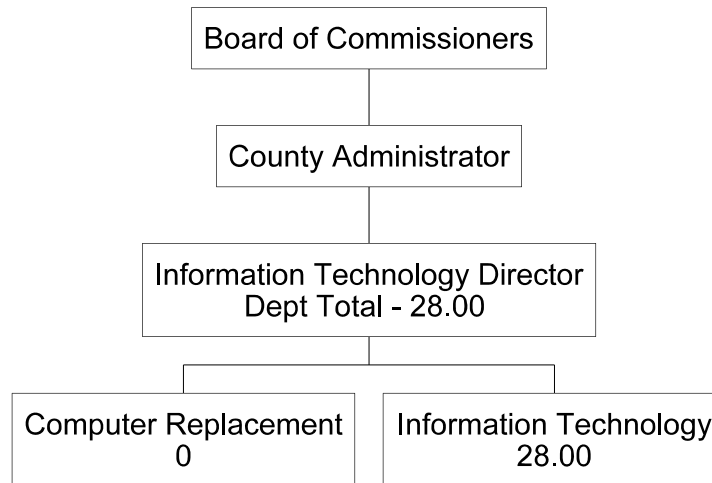 Board of Commissioners
County Administrator
Information Technology Director
Dept Total - 28.00
Computer Replacement
0
Information Technology
28.00